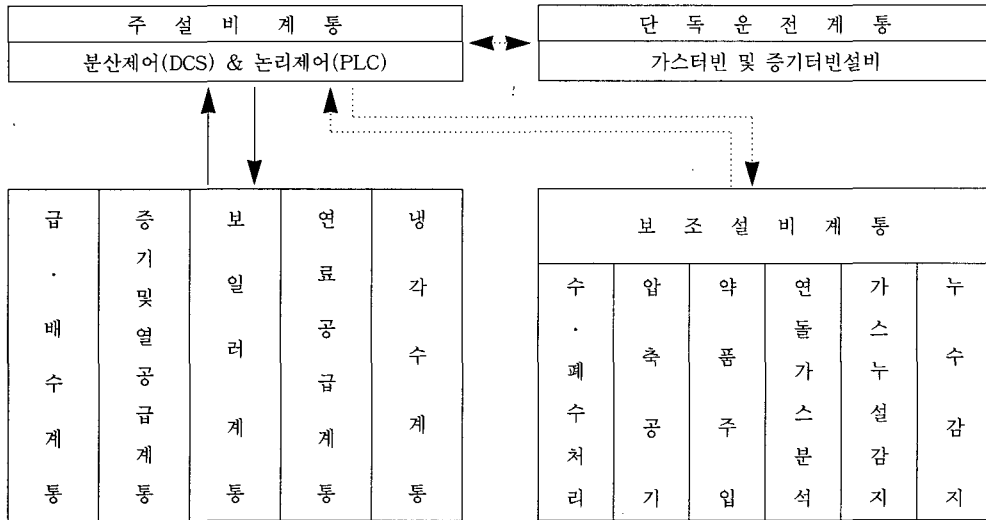 주 설 비 계 통
분산제어(DCS) & 논리제어(PLC)
단 독 운 전 계 통
가스터빈 및 증기터빈설비
급·배수계통
증기및열공급계통
보일러계통
연료공급계통
냉각수계통
보 조 설 비 계 통
수·폐수처리
압축공기
약품주입
연돌가스분석
가스누설감지
누수감지